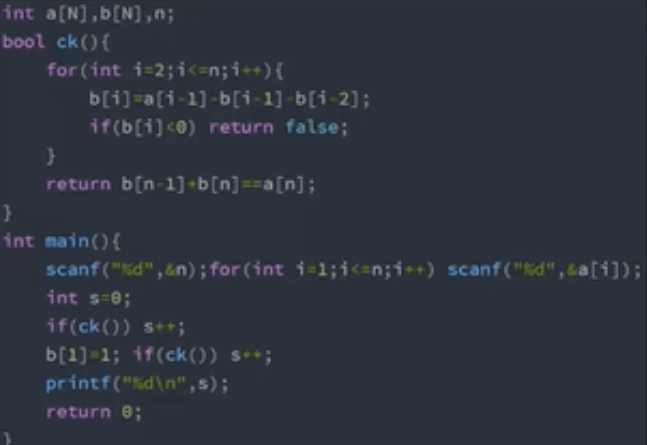 int a[N],b[N],n;
bool ck(){
    for(int i=2;i<=n;i++){
        b[i]=a[i-1]-b[i-1]-b[i-2];
        if(b[i]<0) return false;
    }
    return b[n-1]+b[n]==a[n];
}
int main(){
    scanf("%d",&n);for(int i=1;i<=n;i++) scanf("%d",&a[i]);
    int s=0;
    if(ck()) s++;
    b[1]=1; if(ck()) s++;
    printf("%d\n",s);
    return 0;
}